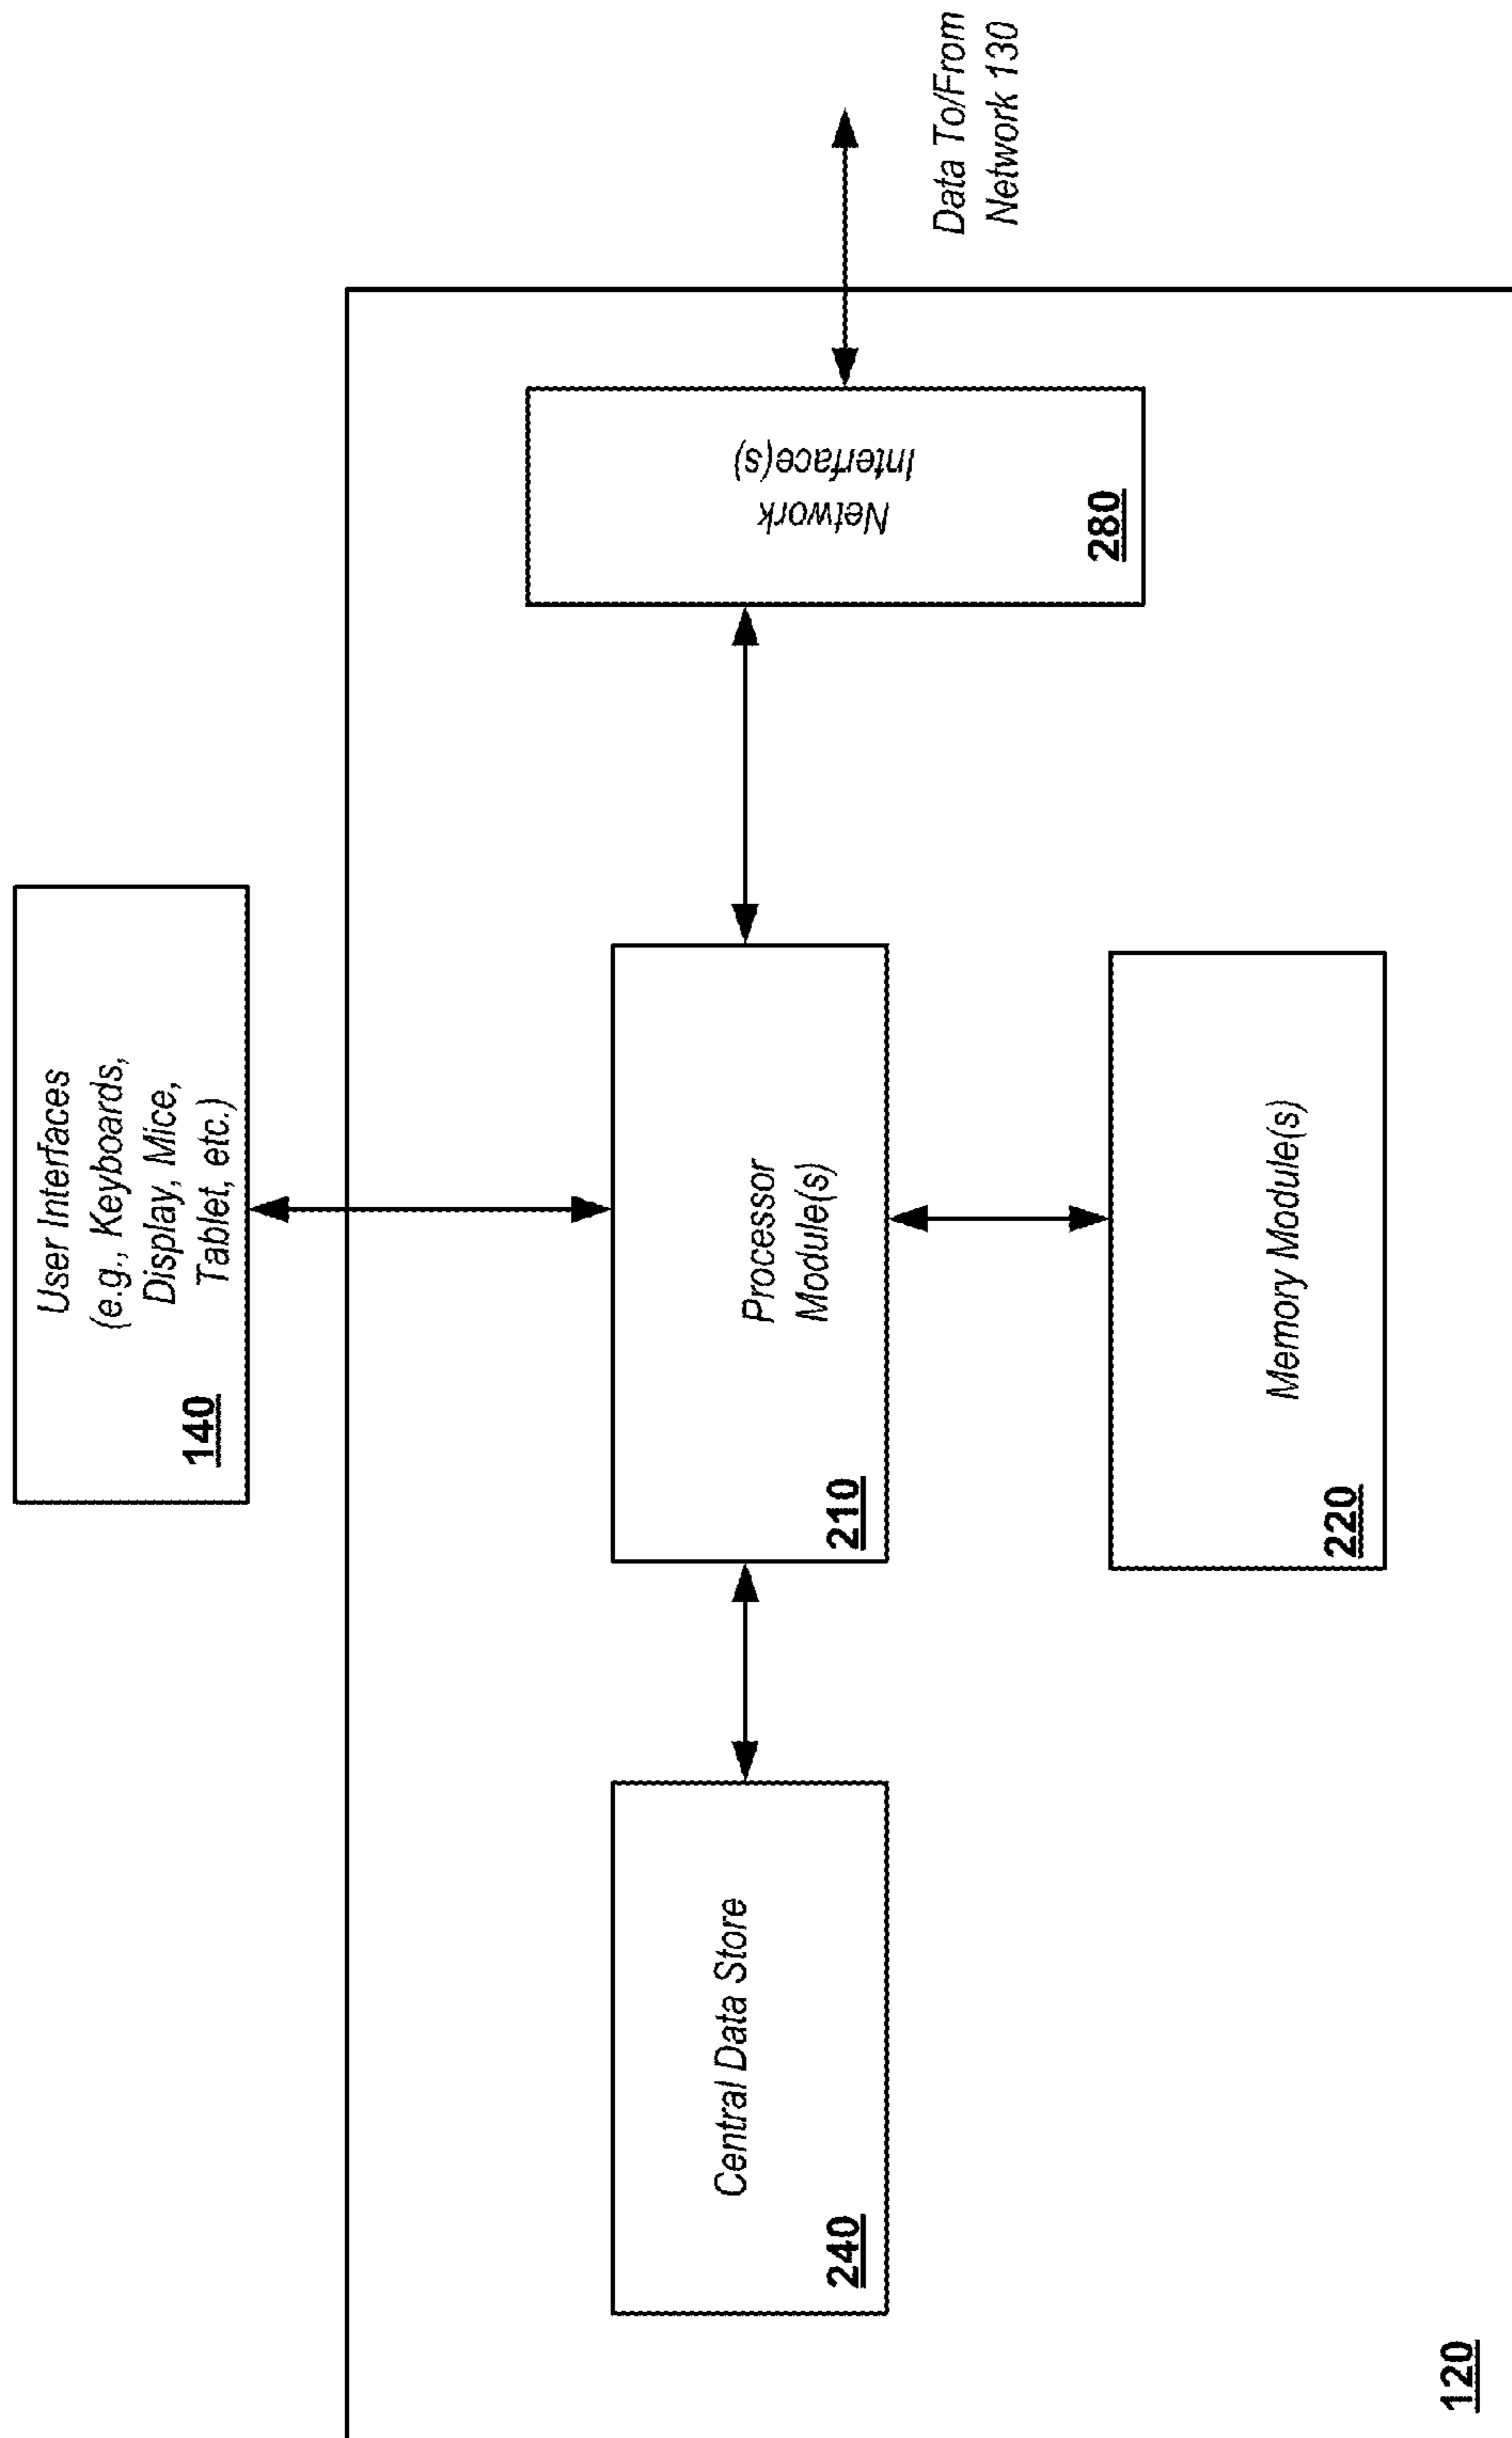 User Interfaces
(e.g., Keyboards,
Display, Mice,
Tablet, etc.)
140
Central Data Store
240
Processor
Module(s)
210
Network
Interface(s)
280
Data To/From
Network 130
Memory Module(s)
220
120